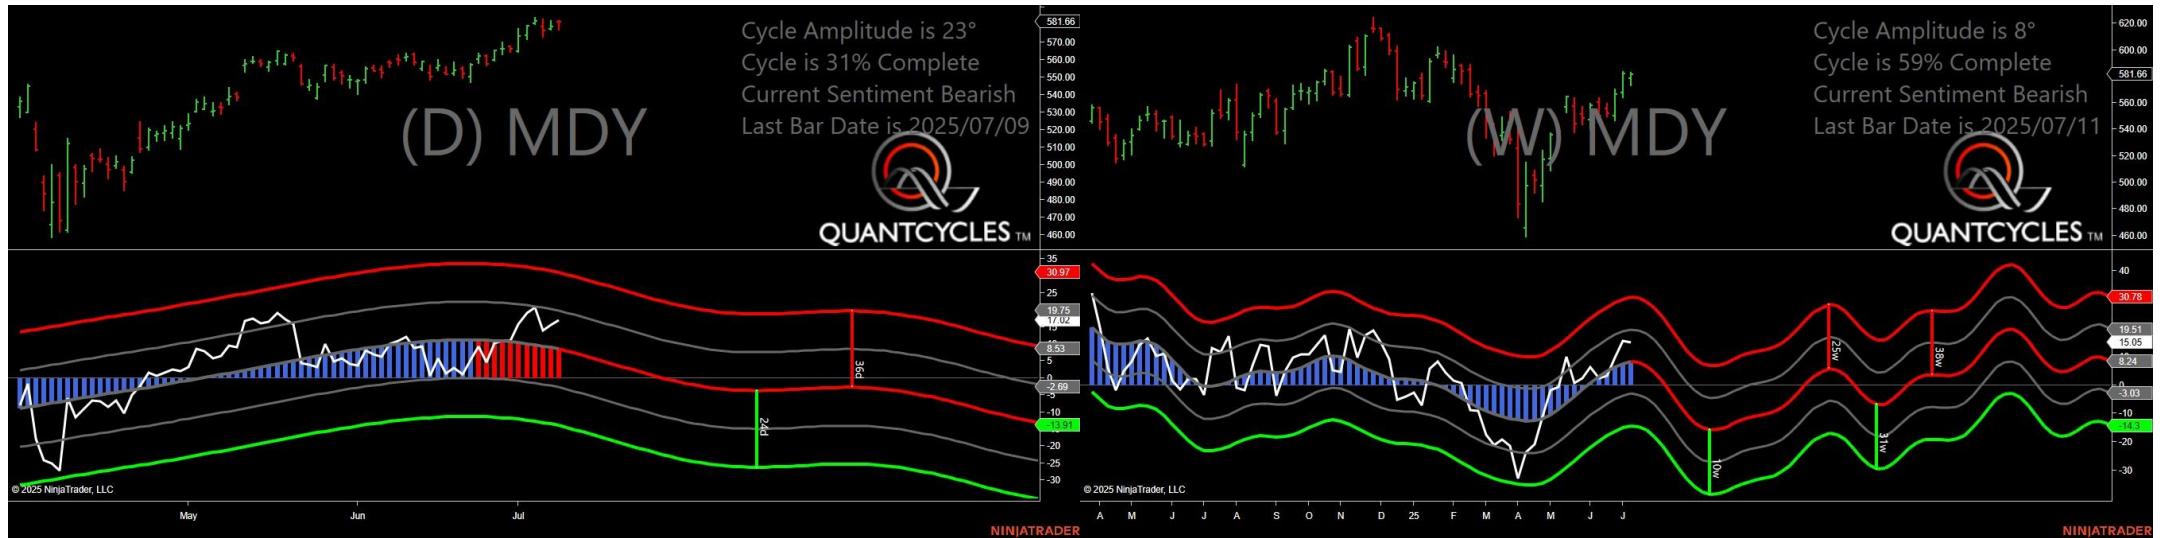 Cycle Amplitude is 23°
Cycle is 31% Complete
Current Sentiment Bearish
Last Bar Date is 2025/07/09
(D) MDY
QUANTCYCLES TM
581.66
570.00
560.00
550.00
540.00
530.00
520.00
510.00
500.00
490.00
480.00
470.00
460.00
35
30.97
25
19.75
17.02
15
8.53
5
0
-2.69
-5
-10
-13.91
-20
-25
-30
36d
24d
© 2025 NinjaTrader, LLC
May
Jun
Jul
NINJATRADER
Cycle Amplitude is 8°
Cycle is 59% Complete
Current Sentiment Bearish
Last Bar Date is 2025/07/11
(W) MDY
QUANTCYCLES TM
620.00
600.00
581.66
560.00
540.00
520.00
500.00
480.00
460.00
40
30.78
19.51
15.05
8.24
0
-3.03
-10
-14.3
-20
-30
25w
38w
10w
31w
© 2025 NinjaTrader, LLC
A
M
J
J
A
S
O
N
D
25
F
M
A
M
J
J
NINJATRADER